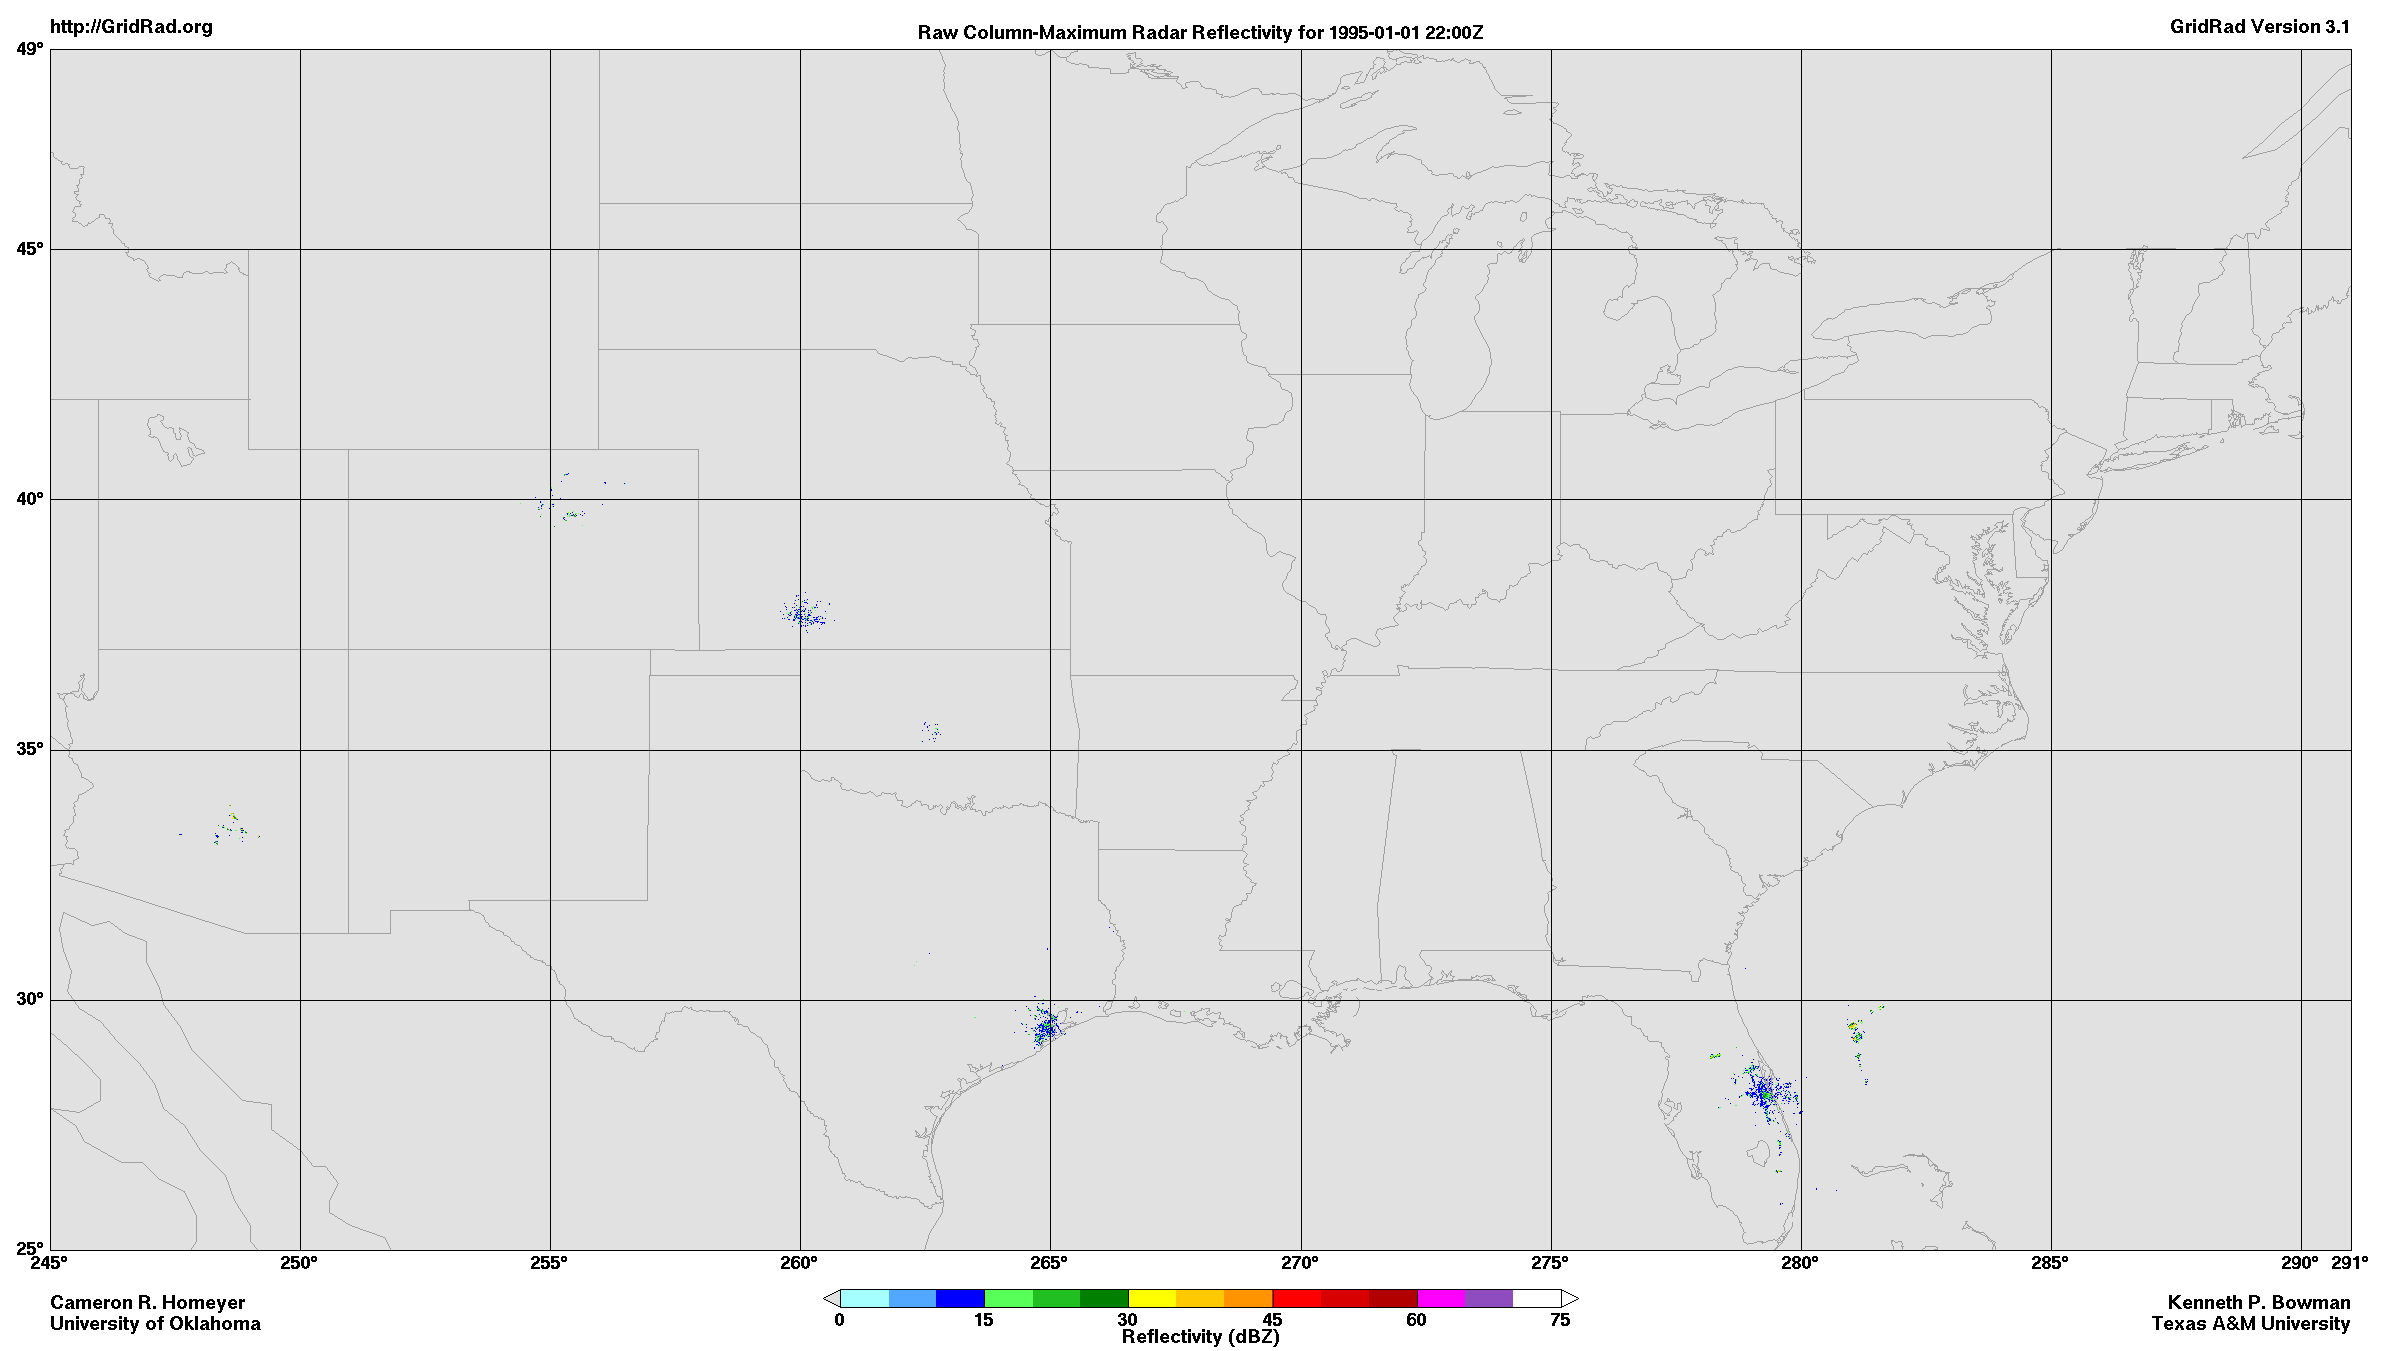 http://GridRad.org
Raw Column-Maximum Radar Reflectivity for 1995-01-01 22:00Z
GridRad Version 3.1
49°
45°
40°
35°
30°
25°
245° 250° 255° 260° 265° 270° 275° 280° 285° 290° 291°
0 15 30 45 60 75
Reflectivity (dBZ)
Cameron R. Homeyer
University of Oklahoma
Kenneth P. Bowman
Texas A&M University